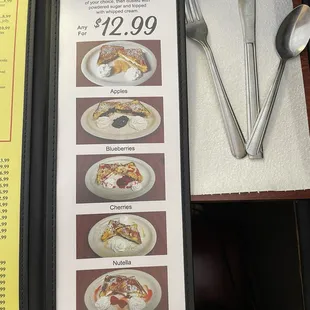 of your choice, then dusted with
powdered sugar and topped
with whipped cream.
Any
For $12.99
Apples
Blueberries
Cherries
Nutella